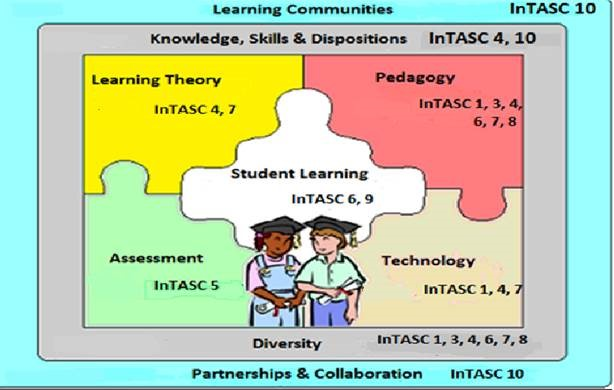 Learning Communities InTASC 10
Knowledge, Skills & Dispositions InTASC 4, 10
Learning Theory
InTASC 4, 7
Pedagogy
InTASC 1, 3, 4,
6, 7, 8
Student Learning
InTASC 6, 9
Assessment
InTASC 5
Technology
InTASC 1, 4, 7
Diversity InTASC 1, 3, 4, 6, 7, 8
Partnerships & Collaboration InTASC 10